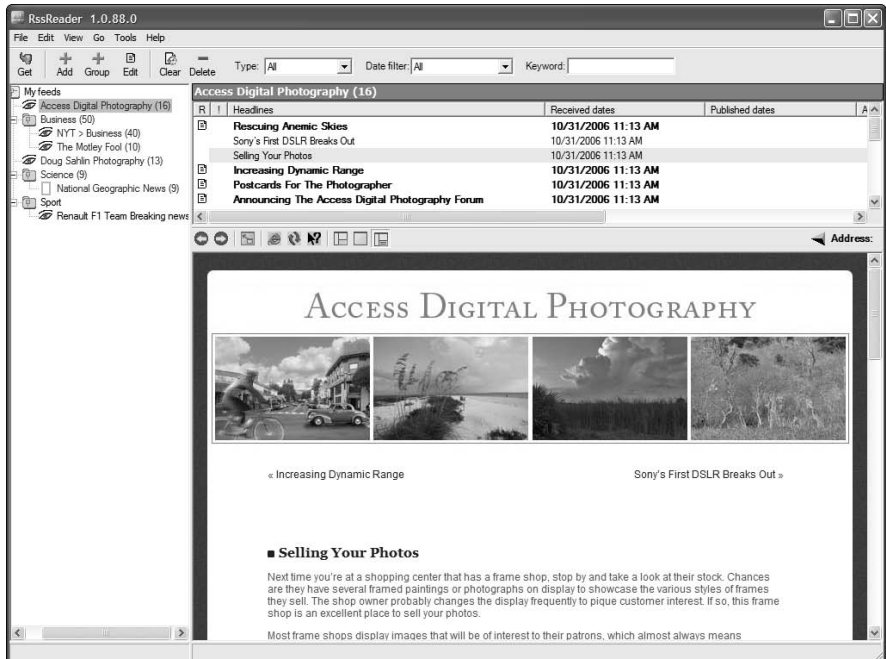 RssReader 1.0.88.0
File Edit View Go Tools Help
Get Add Group Edit Clear Delete Type: All Date filter: All Keyword:
My feeds
Access Digital Photography (16)
Business (50)
NYT > Business (40)
The Motley Fool (10)
Doug Sahlin Photography (13)
Science (9)
National Geographic News (9)
Sport
Renault F1 Team Breaking news
Access Digital Photography (16)
R ! Headlines Received dates Published dates A
Rescuing Anemic Skies 10/31/2006 11:13 AM
Sony's First DSLR Breaks Out 10/31/2006 11:13 AM
Selling Your Photos 10/31/2006 11:13 AM
Increasing Dynamic Range 10/31/2006 11:13 AM
Postcards For The Photographer 10/31/2006 11:13 AM
Announcing The Access Digital Photography Forum 10/31/2006 11:13 AM
Address:
Access Digital Photography
« Increasing Dynamic Range Sony's First DSLR Breaks Out »
Selling Your Photos
Next time you're at a shopping center that has a frame shop, stop by and take a look at their stock. Chances
are they have several framed paintings or photographs on display to showcase the various styles of frames
they sell. The shop owner probably changes the display frequently to pique customer interest. If so, this frame
shop is an excellent place to sell your photos.
Most frame shops display images that will be of interest to their patrons, which almost always means